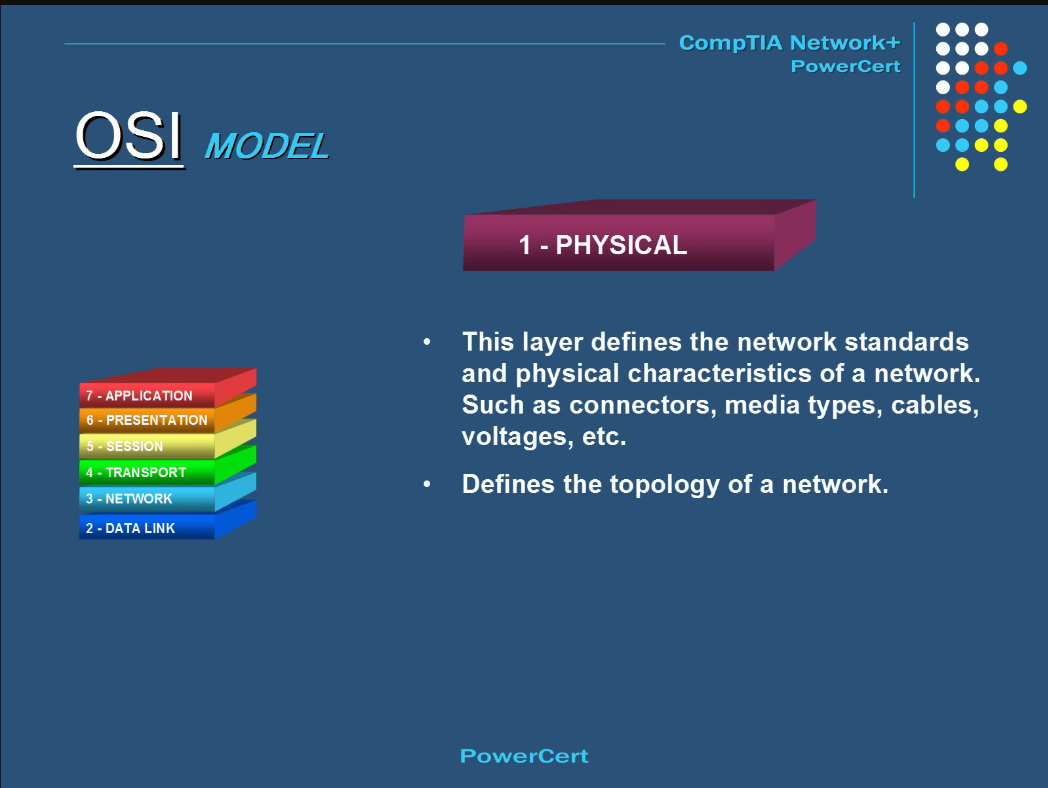 CompTIA Network+
PowerCert
OSI MODEL
1 - PHYSICAL
• This layer defines the network standards
and physical characteristics of a network.
Such as connectors, media types, cables,
voltages, etc.
• Defines the topology of a network.
7 - APPLICATION
6 - PRESENTATION
5 - SESSION
4 - TRANSPORT
3 - NETWORK
2 - DATA LINK
PowerCert